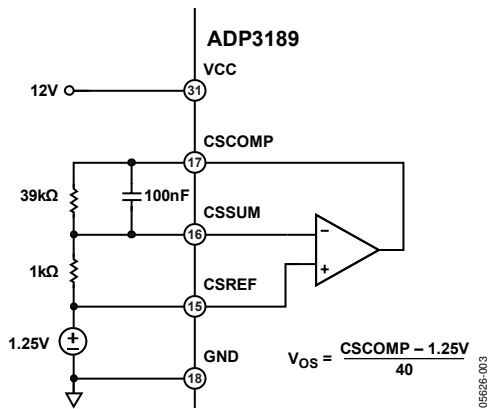 ADP3189
VCC
12V
31
CSCOMP
17
39kΩ
100nF
CSSUM
16
–
1kΩ
CSREF
+
15
1.25V
+
–
GND
18
VOS = CSCOMP – 1.25V
40
05626-003